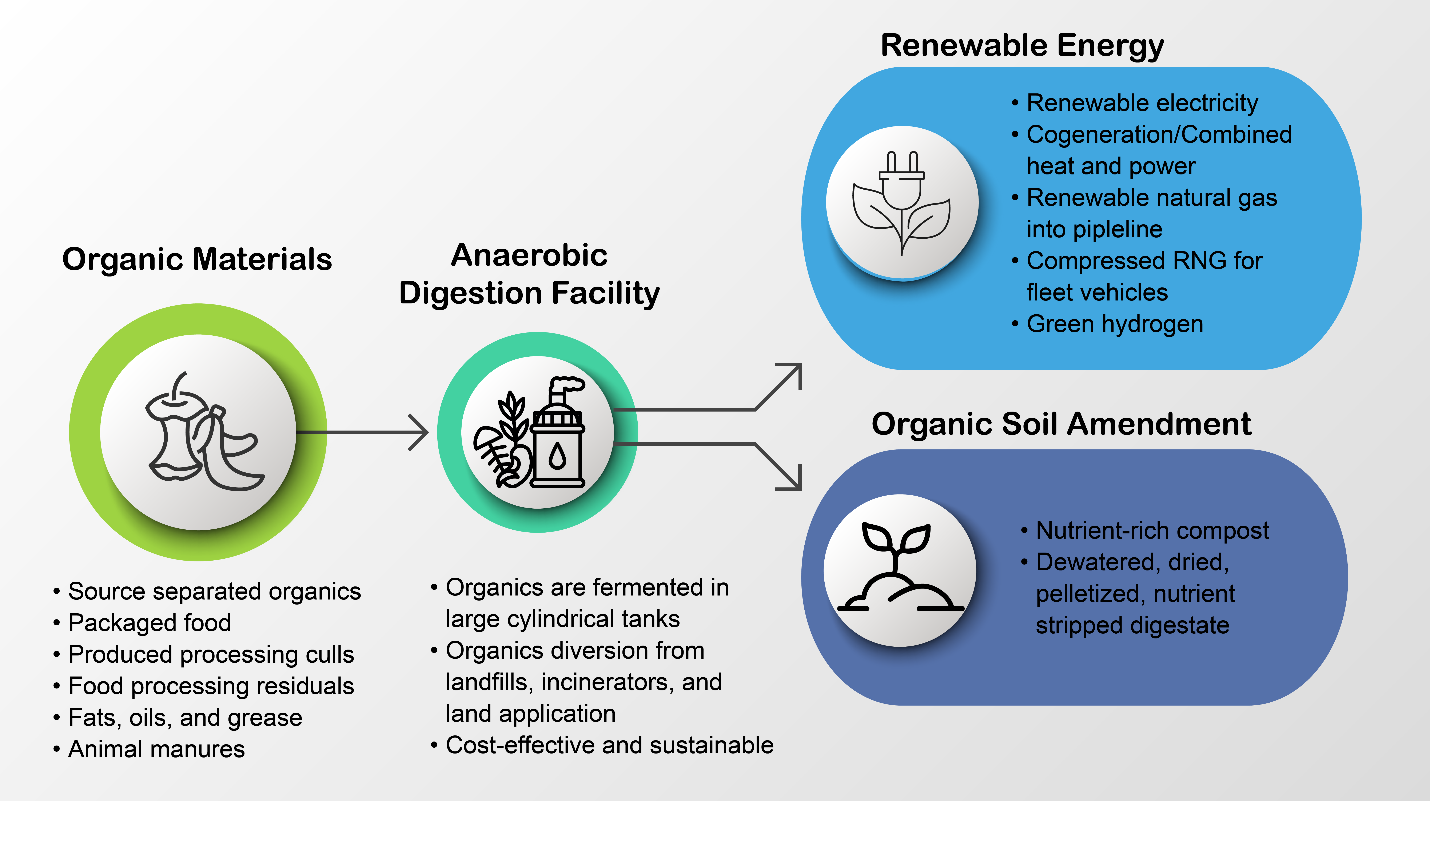 Organic Materials
• Source separated organics
• Packaged food
• Produced processing culls
• Food processing residuals
• Fats, oils, and grease
• Animal manures
Anaerobic
Digestion Facility
• Organics are fermented in
large cylindrical tanks
• Organics diversion from
landfills, incinerators, and
land application
• Cost-effective and sustainable
Renewable Energy
• Renewable electricity
• Cogeneration/Combined
heat and power
• Renewable natural gas
into pipleline
• Compressed RNG for
fleet vehicles
• Green hydrogen
Organic Soil Amendment
• Nutrient-rich compost
• Dewatered, dried,
pelletized, nutrient
stripped digestate